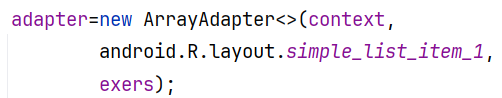 adapter=new ArrayAdapter<>(context,
android.R.layout.simple_list_item_1,
exers);